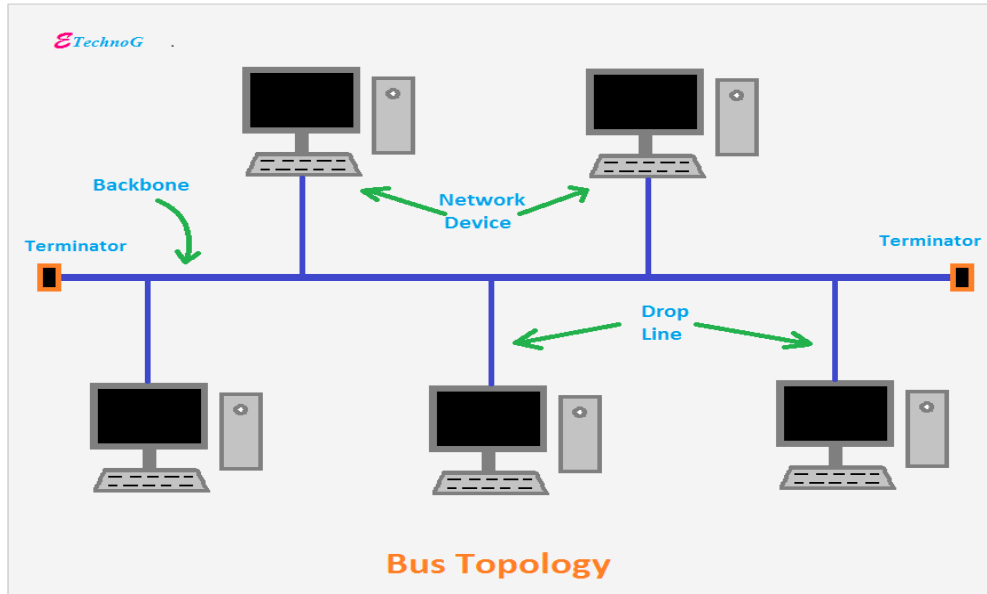 ETechnoG .
Backbone
Network
Device
Terminator
Terminator
Drop
Line
Bus Topology